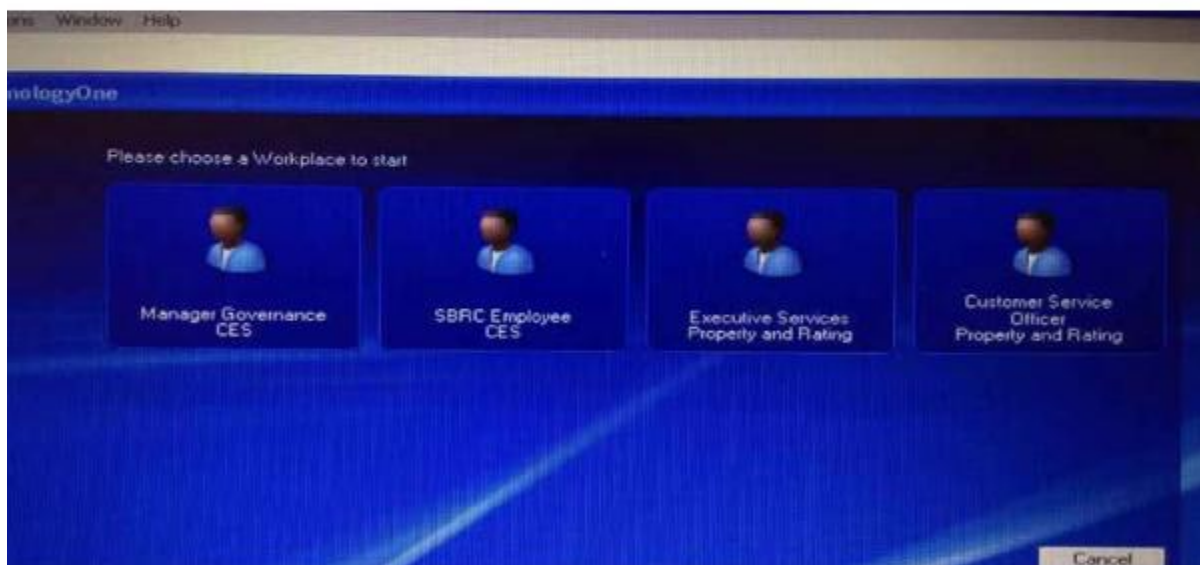 Window Help
nologyOne
Please choose a Workplace to start
Manager Governance
CES
SBRC Employee
CES
Executive Services
Property and Rating
Customer Service
Officer
Property and Rating
Cancel